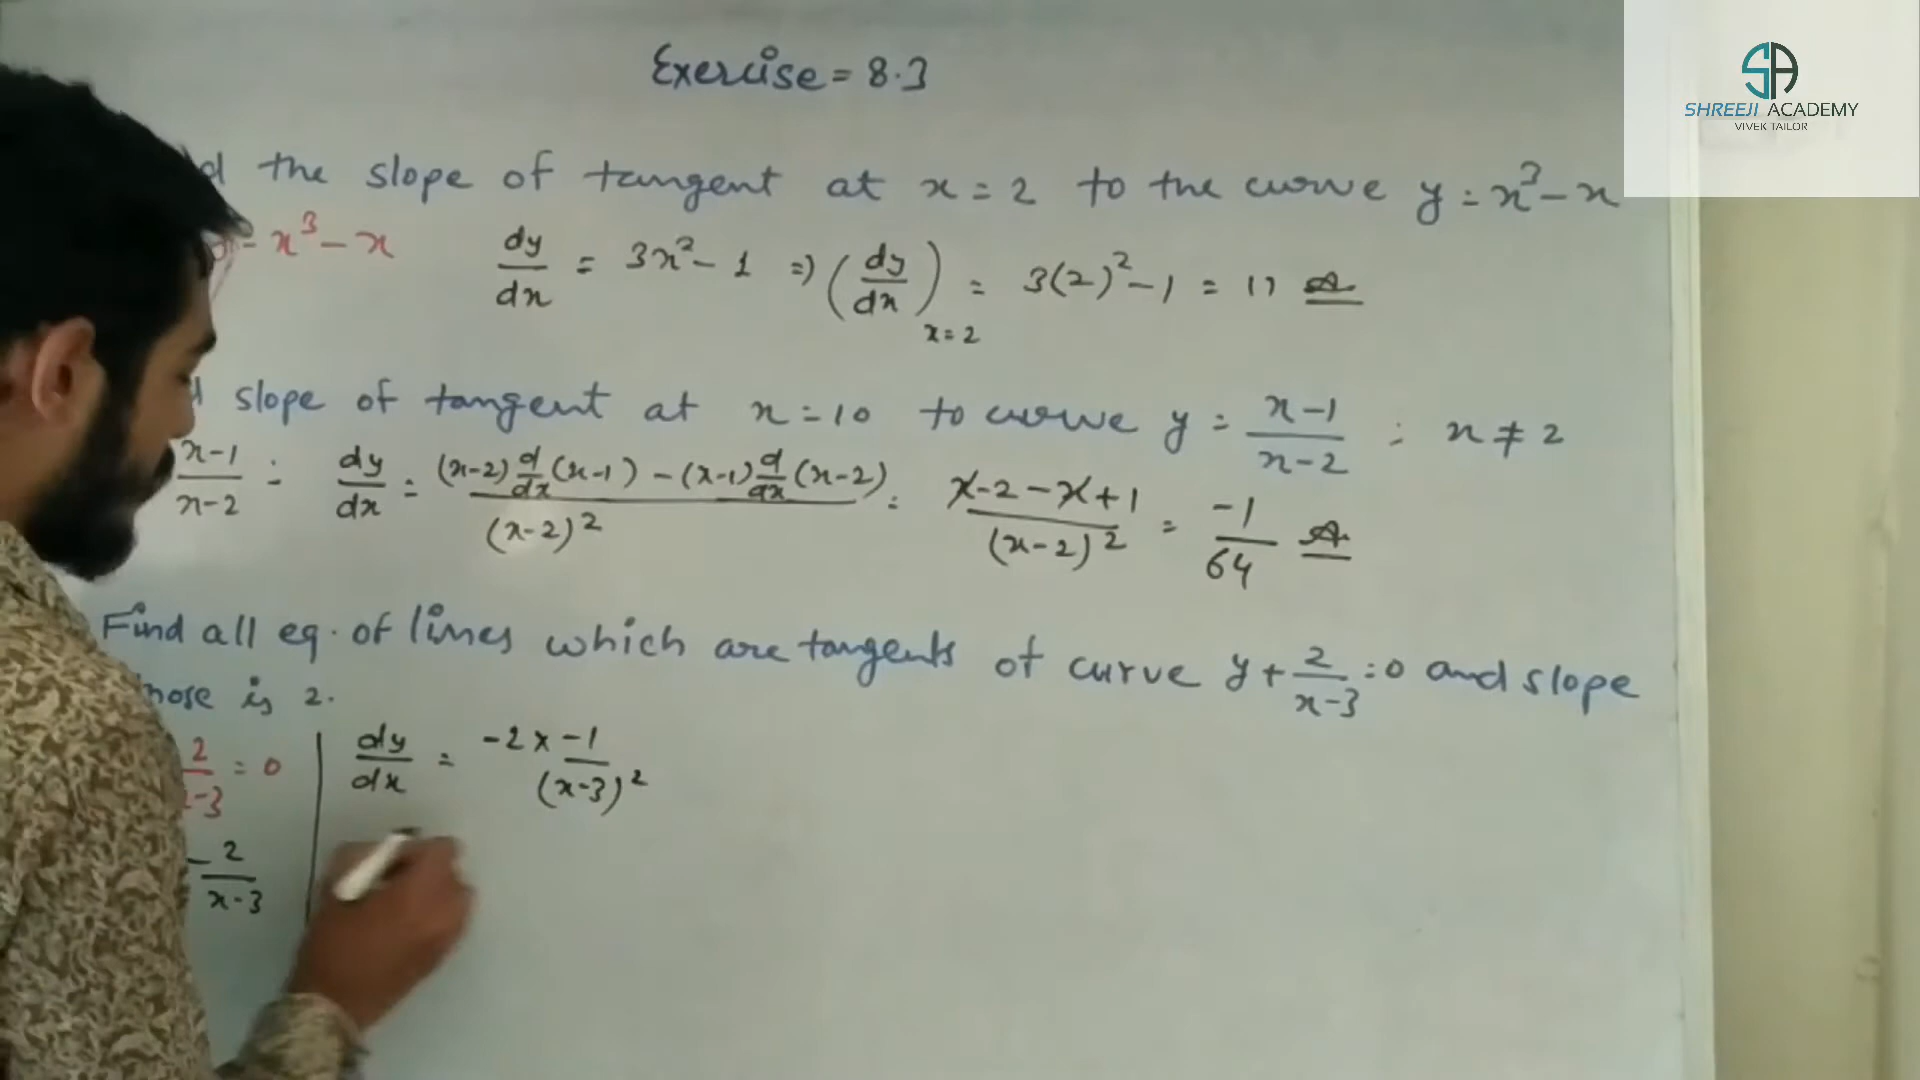 Exercise = 8.3
SHREEJI ACADEMY
VIVEK TAILOR
the slope of tangent at x = 2 to the curve y = x³ - x
= x³ - x dy/dx = 3x² - 1 ⇒ (dy/dx)x=2 = 3(2)² - 1 = 11 A
slope of tangent at x = 10 to curve y = x-1/x-2 : x ≠ 2
x-1/x-2 : dy/dx = (x-2) d/dx (x-1) - (x-1) d/dx (x-2) / (x-2)² = x-2-x+1/(x-2)² = -1/64 A
Find all eq. of lines which are tangents of curve y + 2/x-3 = 0 and slope
hose is 2.
2/x-3 = 0 dy/dx = -2 x -1/(x-3)²
- 2/x-3